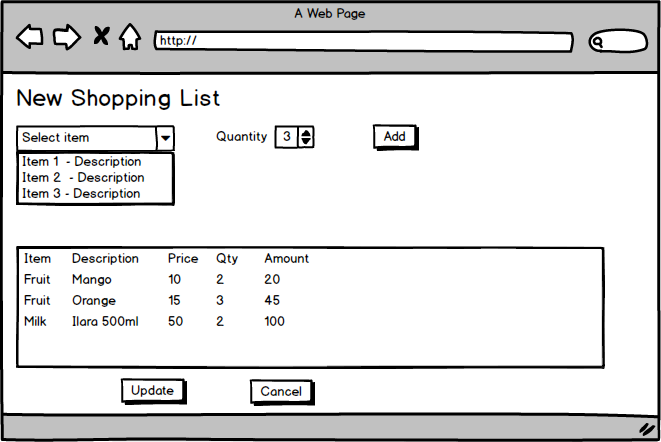 A Web Page
http://
New Shopping List
Select item Quantity 3 Add
Item 1 - Description
Item 2 - Description
Item 3 - Description
Item Description Price Qty Amount
Fruit Mango 10 2 20
Fruit Orange 15 3 45
Milk Ilara 500ml 50 2 100
Update Cancel